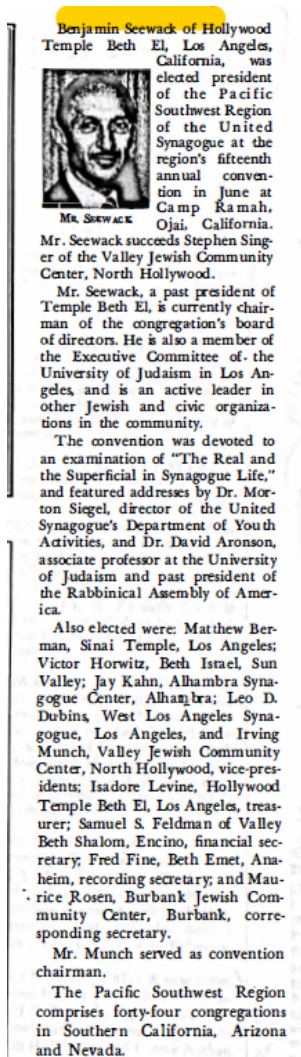 Benjamin Seewack of Hollywood
Temple Beth El, Los Angeles,
California, was
elected president
of the Pacific
Southwest Region
of the United
Synagogue at the
region's fifteenth
annual conven-
tion in June at
Camp Ramah,
Ojai, California.
MR. SEEWACK
Mr. Seewack succeeds Stephen Sing-
er of the Valley Jewish Community
Center, North Hollywood.
Mr. Seewack, a past president of
Temple Beth El, is currently chair-
man of the congregation's board
of directors. He is also a member of
the Executive Committee of the
University of Judaism in Los An-
geles, and is an active leader in
other Jewish and civic organiza-
tions in the community.
The convention was devoted to
an examination of "The Real and
the Superficial in Synagogue Life,"
and featured addresses by Dr. Mor-
ton Siegel, director of the United
Synagogue's Department of Youth
Activities, and Dr. David Aronson,
associate professor at the University
of Judaism and past president of
the Rabbinical Assembly of Amer-
ica.
Also elected were: Matthew Ber-
man, Sinai Temple, Los Angeles;
Victor Horwitz, Beth Israel, Sun
Valley; Jay Kahn, Alhambra Syna-
gogue Center, Alhambra; Leo D.
Dubins, West Los Angeles Syna-
gogue, Los Angeles, and Irving
Munch, Valley Jewish Community
Center, North Hollywood, vice-pres-
idents; Isadore Levine, Hollywood
Temple Beth El, Los Angeles, treas-
urer; Samuel S. Feldman of Valley
Beth Shalom, Encino, financial sec-
retary; Fred Fine, Beth Emet, Ana-
heim, recording secretary; and Mau-
rice Rosen, Burbank Jewish Com-
munity Center, Burbank, corre-
sponding secretary.
Mr. Munch served as convention
chairman.
The Pacific Southwest Region
comprises forty-four congregations
in Southern California, Arizona
and Nevada.